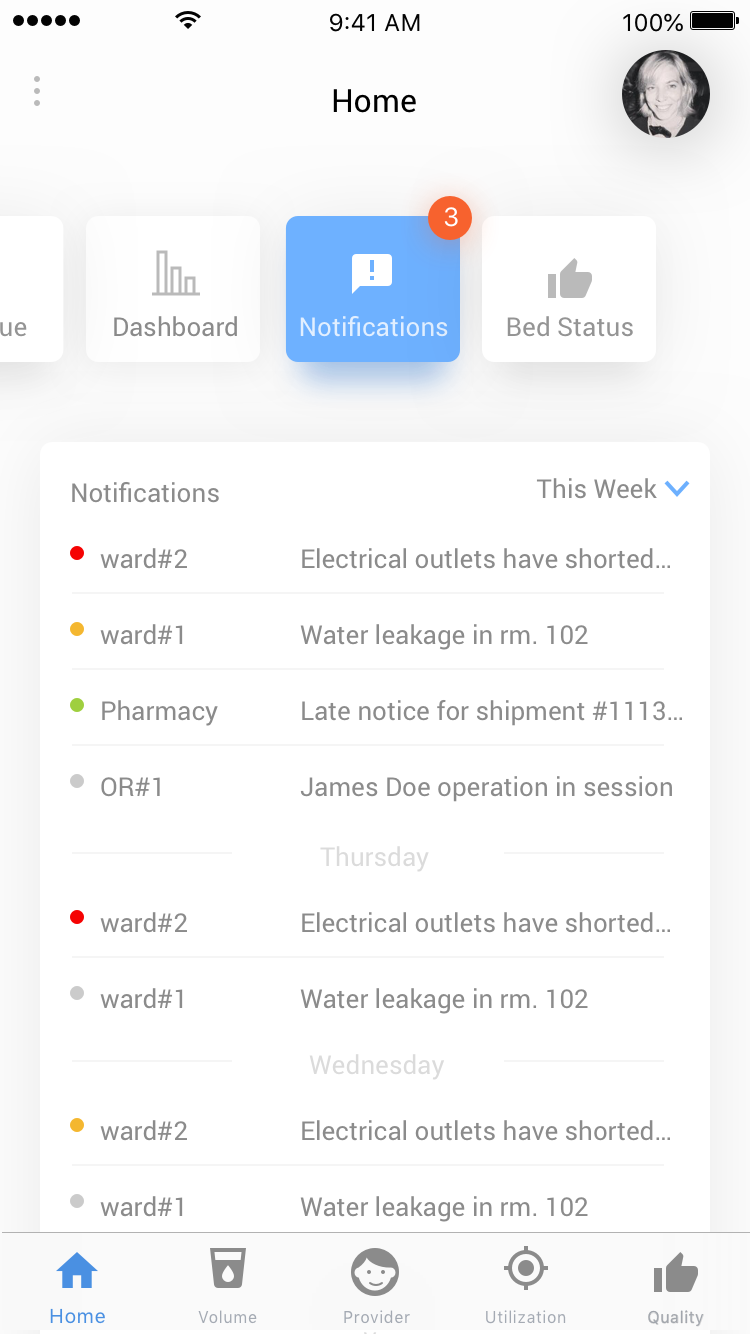 9:41 AM 100%
Home
3
ue Dashboard Notifications Bed Status
Notifications This Week
ward#2 Electrical outlets have shorted...
ward#1 Water leakage in rm. 102
Pharmacy Late notice for shipment #1113...
OR#1 James Doe operation in session
Thursday
ward#2 Electrical outlets have shorted...
ward#1 Water leakage in rm. 102
Wednesday
ward#2 Electrical outlets have shorted...
ward#1 Water leakage in rm. 102
Home Volume Provider Utilization Quality